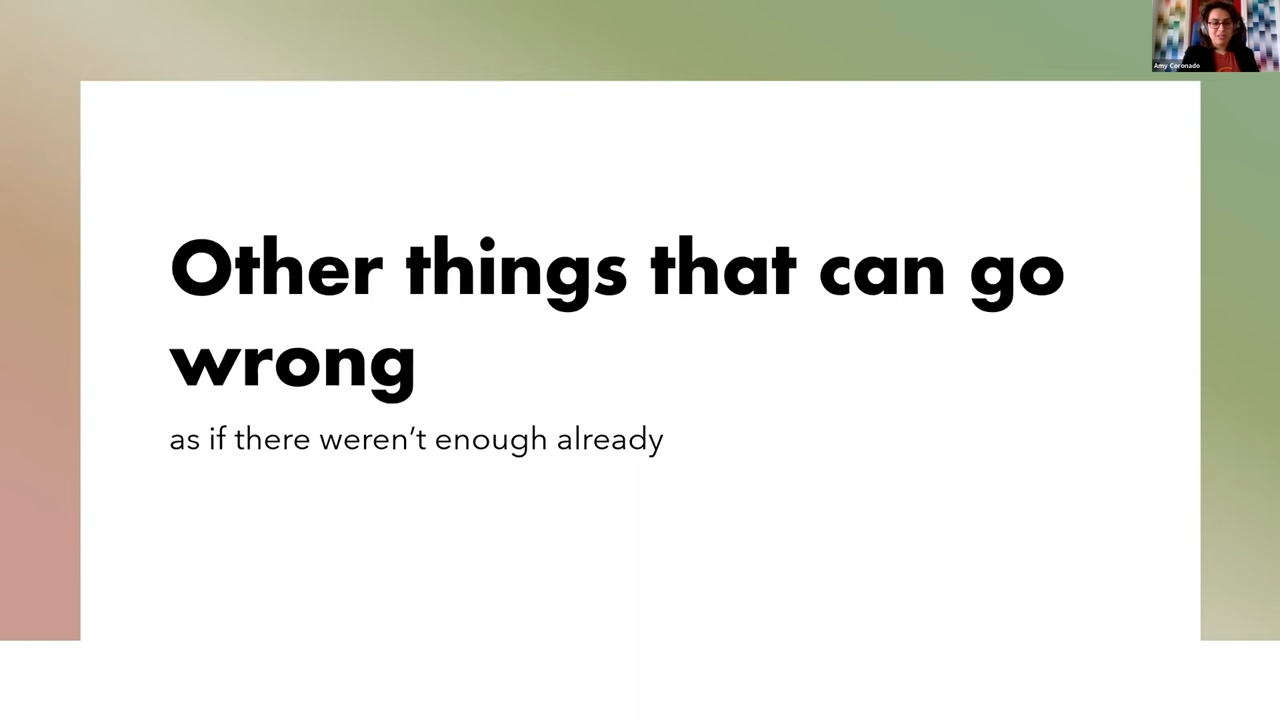 Amy Coronado
Other things that can go
wrong
as if there weren’t enough already